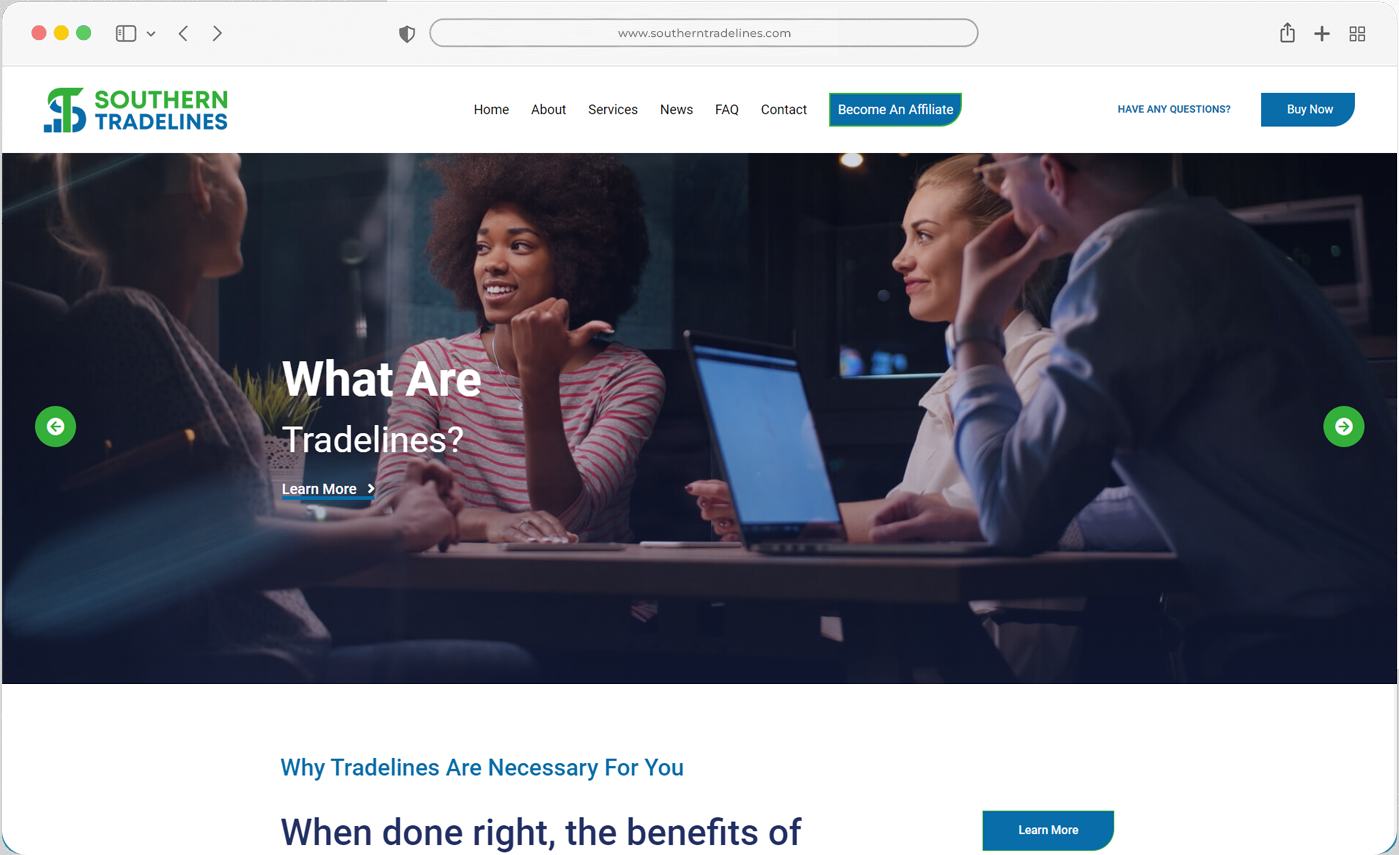 www.southerntradelines.com
SOUTHERN
TRADELINES
Home About Services News FAQ Contact Become An Affiliate HAVE ANY QUESTIONS? Buy Now
What Are
Tradelines?
Learn More
Why Tradelines Are Necessary For You
When done right, the benefits of
Learn More